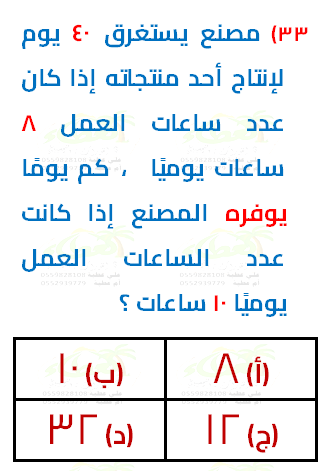 ٣٣) مصنع يستغرق ٤٠ يوم
لإنتاج أحد منتجاته إذا كان
عدد ساعات العمل ٨
ساعات يوميًا ، كم يومًا
يوفره المصنع إذا كانت
عدد الساعات العمل
يوميًا ١٠ ساعات ؟
(أ) ٨ (ب) ١٠
(ج) ١٢ (د) ٣٢